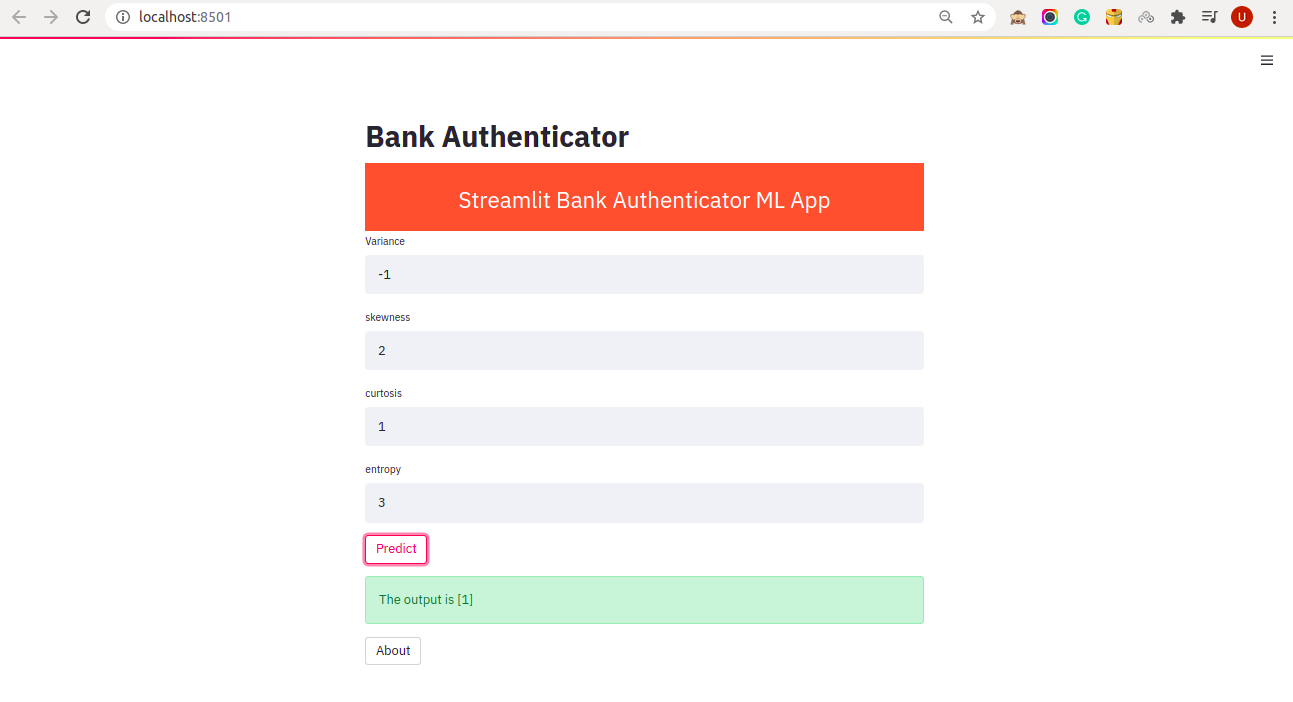 localhost:8501
U
Bank Authenticator
Streamlit Bank Authenticator ML App
Variance
-1
skewness
2
curtosis
1
entropy
3
Predict
The output is [1]
About